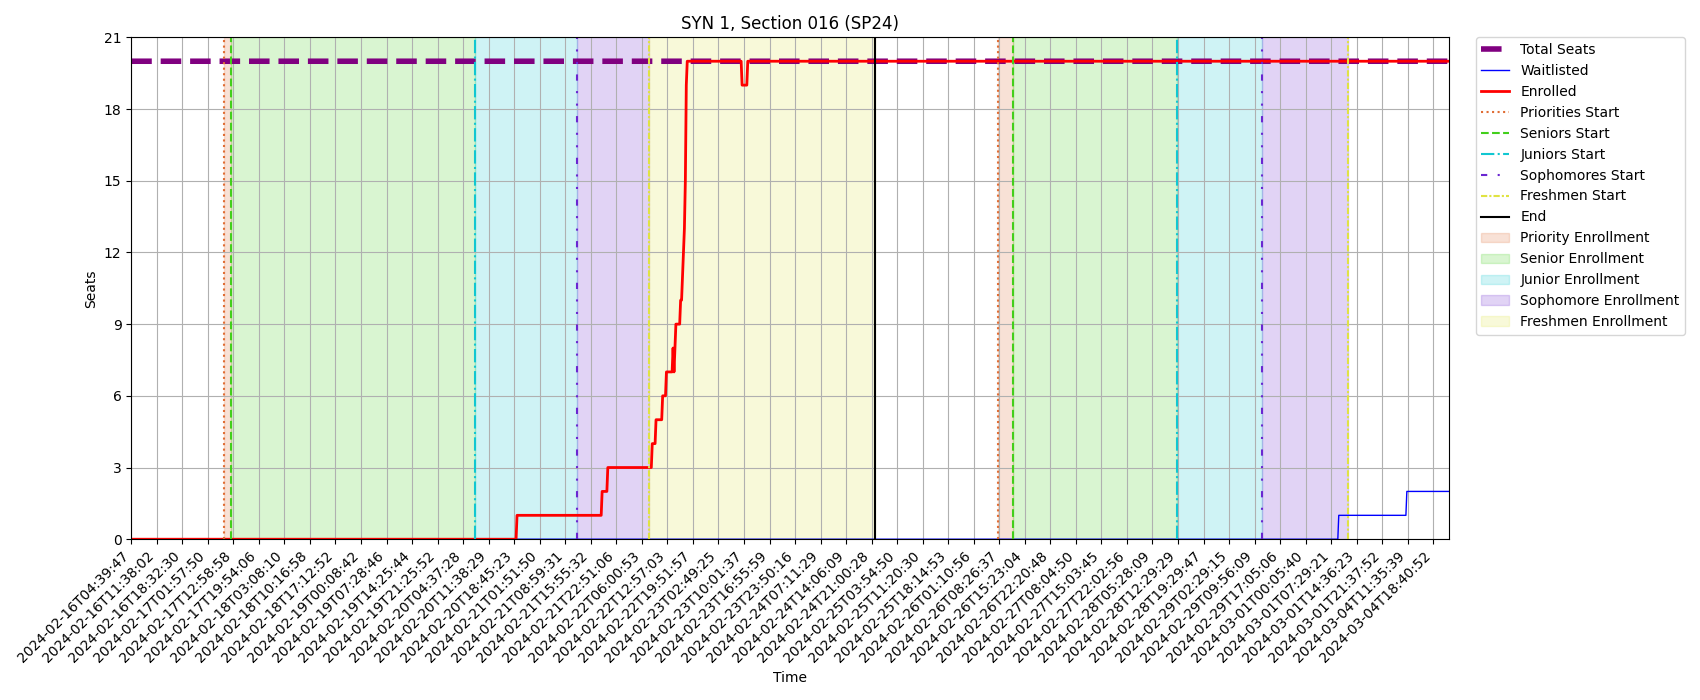 SYN 1, Section 016 (SP24)
21
18
15
12
9
6
3
0
Seats
2024-02-16T04:39:47
2024-02-16T11:38:02
2024-02-16T18:32:30
2024-02-17T01:57:50
2024-02-17T12:58:58
2024-02-17T19:54:06
2024-02-18T03:08:10
2024-02-18T10:16:58
2024-02-18T17:12:52
2024-02-19T00:08:42
2024-02-19T07:28:46
2024-02-19T14:25:44
2024-02-19T21:25:52
2024-02-20T04:37:28
2024-02-20T11:38:29
2024-02-20T18:45:23
2024-02-21T01:51:50
2024-02-21T08:59:31
2024-02-21T15:55:32
2024-02-21T22:51:06
2024-02-22T06:00:53
2024-02-22T12:57:03
2024-02-22T19:51:57
2024-02-23T02:49:25
2024-02-23T10:01:37
2024-02-23T16:55:59
2024-02-23T23:50:16
2024-02-24T07:11:29
2024-02-24T14:06:09
2024-02-24T21:00:28
2024-02-25T03:54:50
2024-02-25T11:20:30
2024-02-25T18:14:53
2024-02-26T01:10:56
2024-02-26T08:26:37
2024-02-26T15:23:04
2024-02-26T22:20:48
2024-02-27T08:04:50
2024-02-27T15:03:45
2024-02-27T22:02:56
2024-02-28T05:28:09
2024-02-28T12:29:29
2024-02-28T19:29:47
2024-02-29T02:29:15
2024-02-29T09:56:09
2024-02-29T17:05:06
2024-03-01T00:05:40
2024-03-01T07:29:21
2024-03-01T14:36:23
2024-03-01T21:37:52
2024-03-04T11:35:39
2024-03-04T18:40:52
Time
Total Seats
Waitlisted
Enrolled
Priorities Start
Seniors Start
Juniors Start
Sophomores Start
Freshmen Start
End
Priority Enrollment
Senior Enrollment
Junior Enrollment
Sophomore Enrollment
Freshmen Enrollment